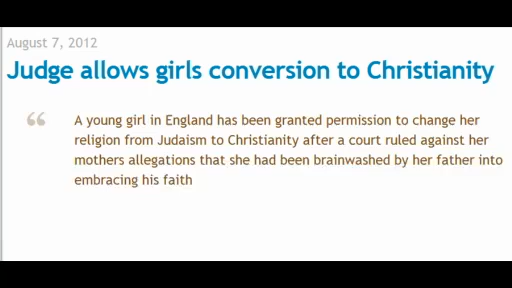 August 7, 2012
Judge allows girls conversion to Christianity
“ A young girl in England has been granted permission to change her
religion from Judaism to Christianity after a court ruled against her
mothers allegations that she had been brainwashed by her father into
embracing his faith